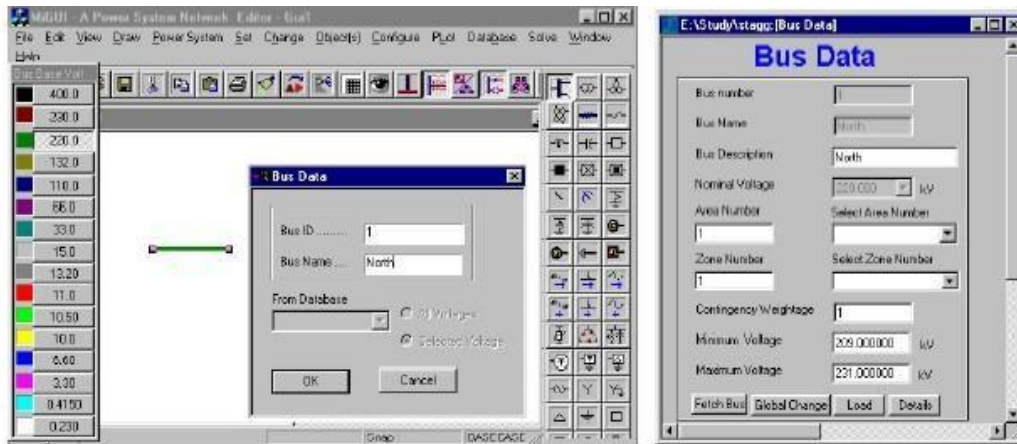 MiGUI - A Power System Network Editor - Gui1
File Edit View Draw Power System Set Change Object(s) Configure PLot Database Solve Window
Help
Bus Base Volt
400.0
230.0
220.0
132.0
110.0
66.0
33.0
15.0
13.20
11.0
10.50
10.0
6.60
3.30
0.4150
0.230
Bus Data
Bus ID ........ 1
Bus Name .... North
From Database
All Voltages
Selected Voltage
OK Cancel
Snap BASE CASE
E:\Study\stagg:[Bus Data]
Bus Data
Bus number 1
Bus Name North
Bus Description North
Nominal Voltage 220.000 kV
Area Number Select Area Number
1
Zone Number Select Zone Number
1
Contingency Weightage 1
Minimum Voltage 209.000000 kV
Maximum Voltage 231.000000 kV
Fetch Bus Global Change Load Details